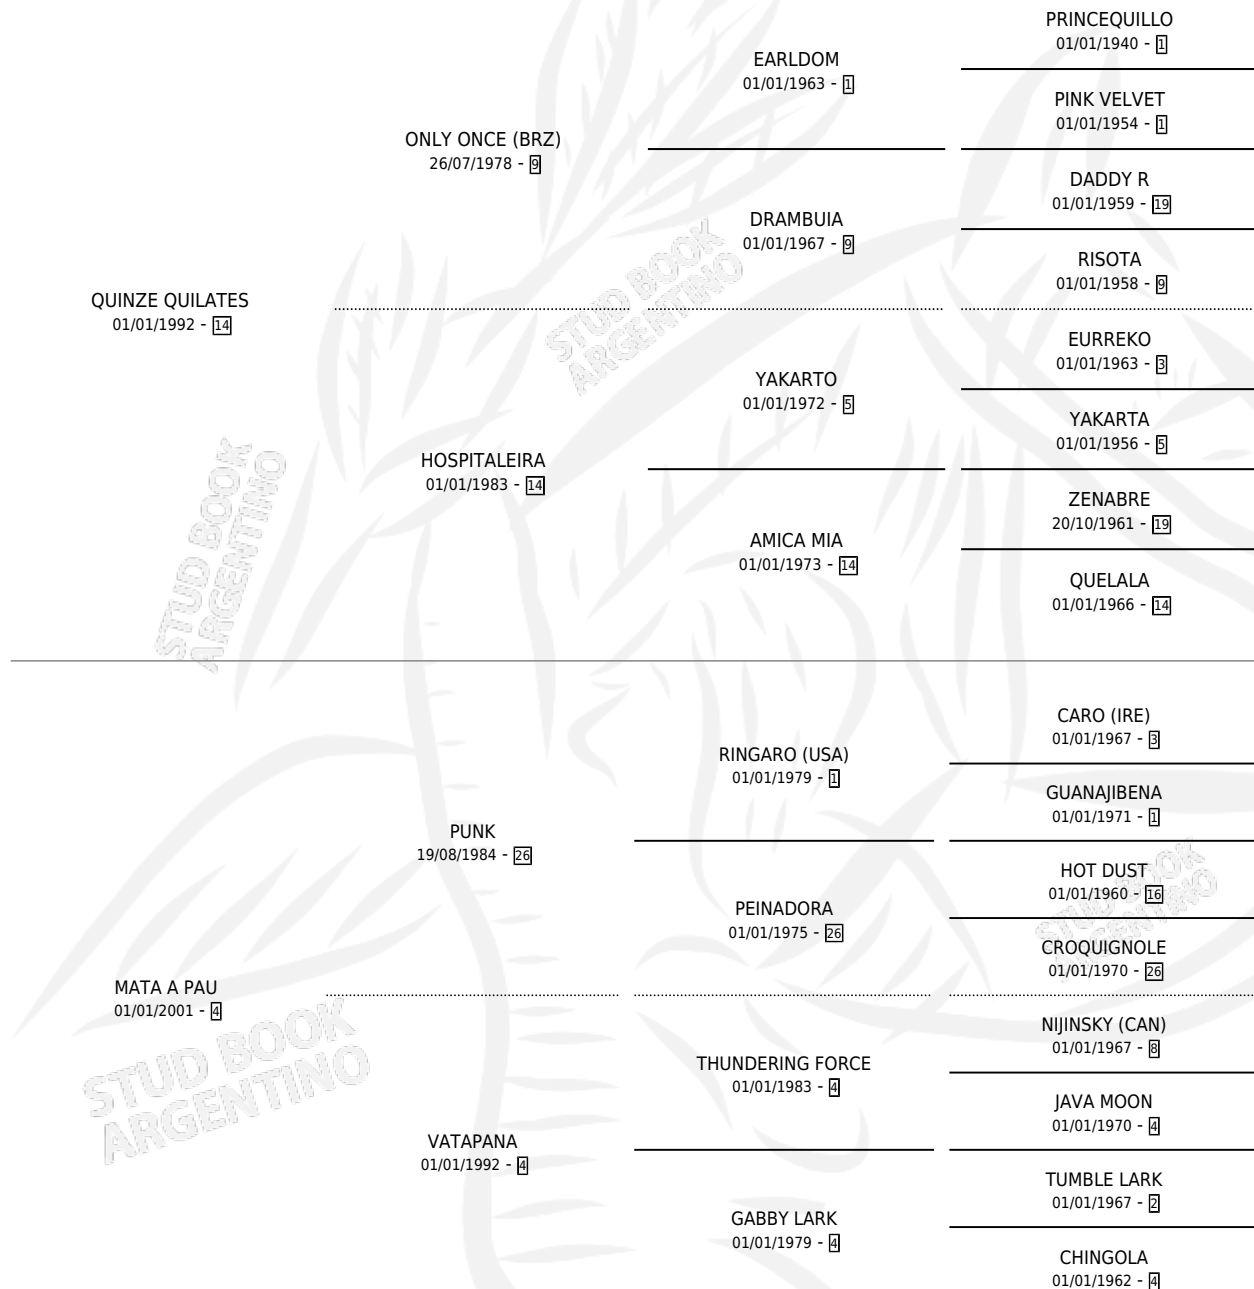 PRINCEQUILLO
01/01/1940 - 1
EARLDOM
01/01/1963 - 1
PINK VELVET
01/01/1954 - 1
ONLY ONCE (BRZ)
26/07/1978 - 9
DADDY R
01/01/1959 - 19
DRAMBUIA
01/01/1967 - 9
RISOTA
01/01/1958 - 9
QUINZE QUILATES
01/01/1992 - 14
EURREKO
01/01/1963 - 3
YAKARTO
01/01/1972 - 5
YAKARTA
01/01/1956 - 5
HOSPITALEIRA
01/01/1983 - 14
ZENABRE
20/10/1961 - 19
AMICA MIA
01/01/1973 - 14
QUELALA
01/01/1966 - 14
STUD BOOK
ARGENTINO
STUD BOOK
ARGENTINO
CARO (IRE)
01/01/1967 - 3
RINGARO (USA)
01/01/1979 - 1
GUANAJIBENA
01/01/1971 - 1
PUNK
19/08/1984 - 26
HOT DUST
01/01/1960 - 16
PEINADORA
01/01/1975 - 26
CROQUIGNOLE
01/01/1970 - 26
MATA A PAU
01/01/2001 - 4
NIJINSKY (CAN)
01/01/1967 - 8
THUNDERING FORCE
01/01/1983 - 4
JAVA MOON
01/01/1970 - 4
VATAPANA
01/01/1992 - 4
TUMBLE LARK
01/01/1967 - 2
GABBY LARK
01/01/1979 - 4
CHINGOLA
01/01/1962 - 4
STUD BOOK
ARGENTINO
STUD BOOK
ARGENTINO